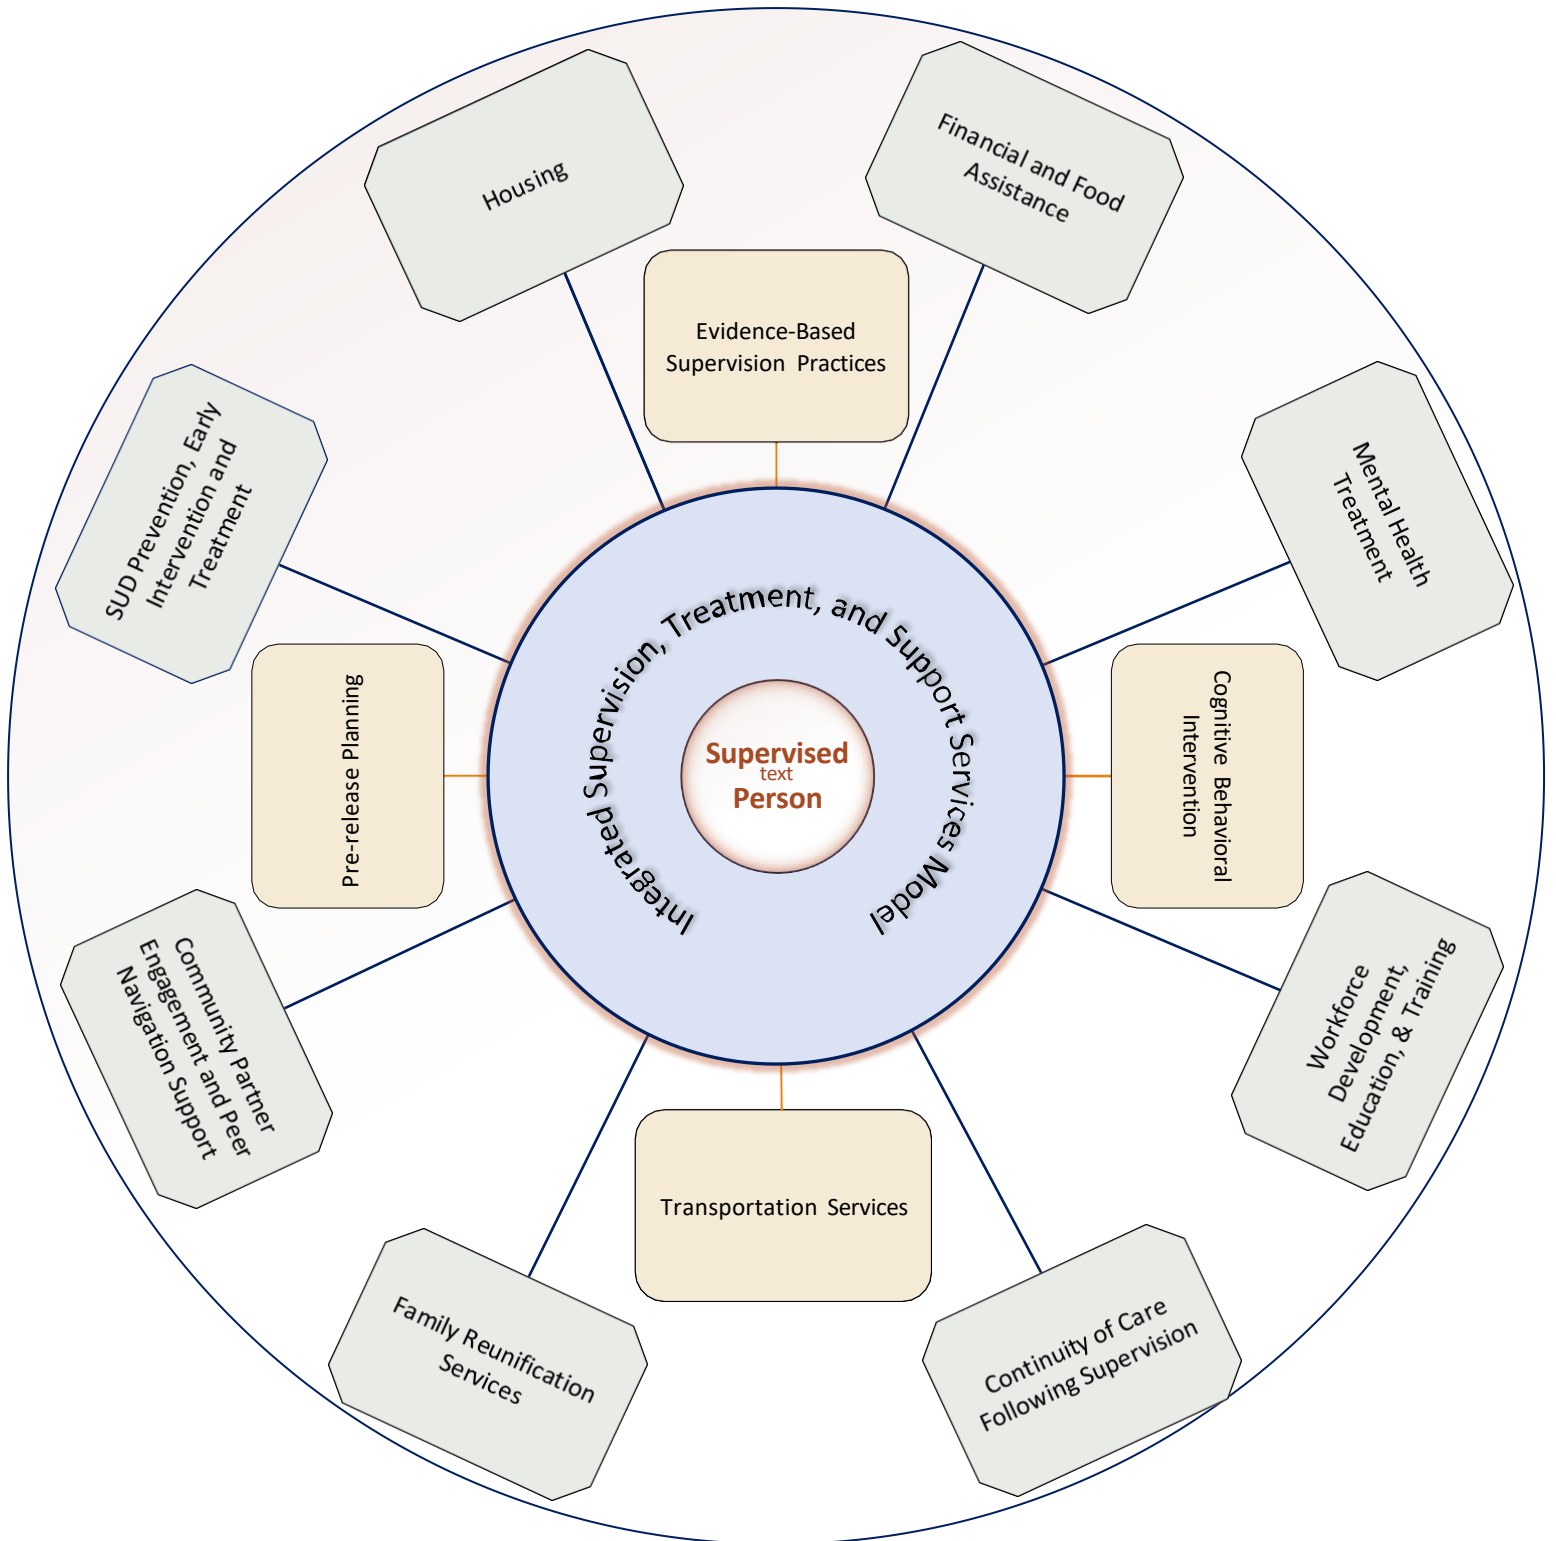 Housing
Financial and Food
Assistance
Evidence-Based
Supervision Practices
SUD Prevention, Early
Intervention and
Treatment
Mental Health
Treatment
Integrated Supervision, Treatment, and Support Services Model
Supervised
text
Person
Pre-release Planning
Cognitive Behavioral
Intervention
Community Partner
Engagement and Peer
Navigation Support
Workforce
Development,
Education, & Training
Transportation Services
Family Reunification
Services
Continuity of Care
Following Supervision